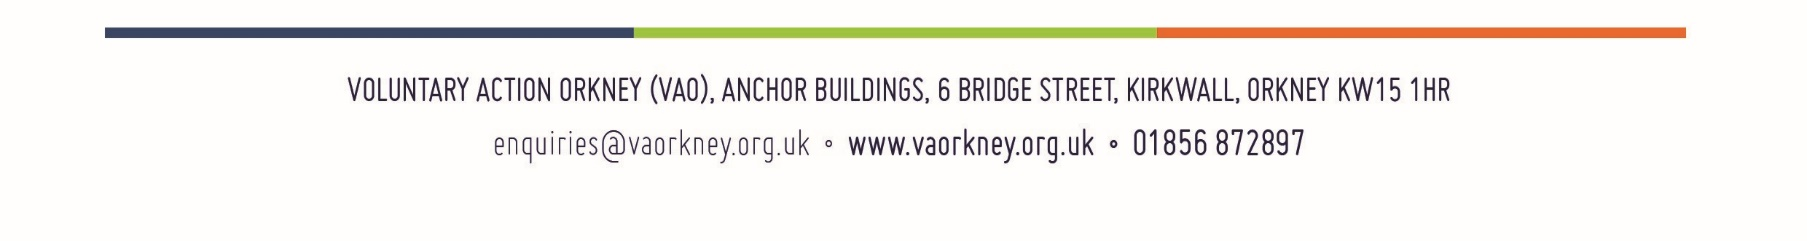 VOLUNTARY ACTION ORKNEY (VAO), ANCHOR BUILDINGS, 6 BRIDGE STREET, KIRKWALL, ORKNEY KW15 1HR
enquiries@vaorkney.org.uk ◦ www.vaorkney.org.uk ◦ 01856 872897